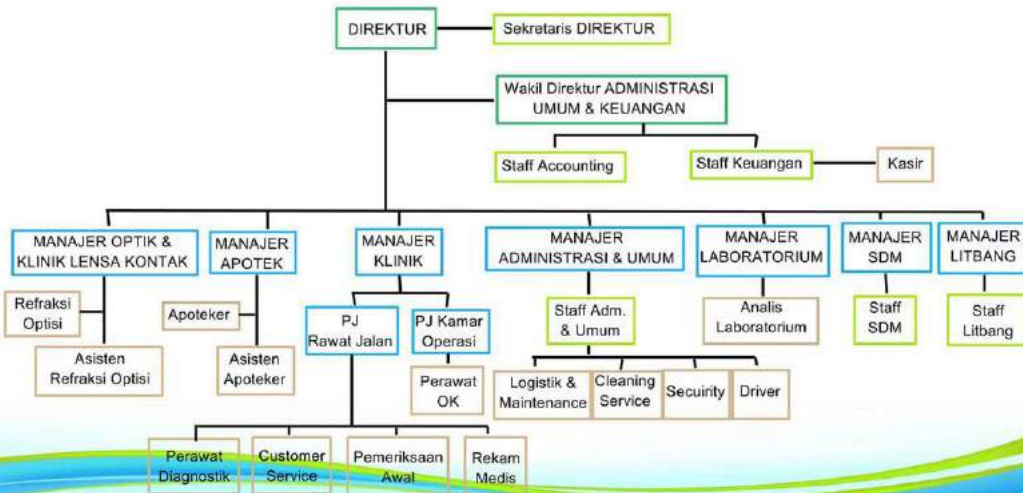 DIREKTUR
Sekretaris DIREKTUR
Wakil Direktur ADMINISTRASI
UMUM & KEUANGAN
Staff Accounting
Staff Keuangan
Kasir
MANAJER OPTIK &
KLINIK LENSA KONTAK
MANAJER
APOTEK
MANAJER
KLINIK
MANAJER
ADMINISTRASI & UMUM
MANAJER
LABORATORIUM
MANAJER
SDM
MANAJER
LITBANG
Refraksi
Optisi
Asisten
Refraksi Optisi
Apoteker
Asisten
Apoteker
PJ
Rawat Jalan
PJ Kamar
Operasi
Perawat
OK
Staff Adm.
& Umum
Analis
Laboratorium
Staff
SDM
Staff
Litbang
Logistik &
Maintenance
Cleaning
Service
Secuirity
Driver
Perawat
Diagnostik
Customer
Service
Pemeriksaan
Awal
Rekam
Medis